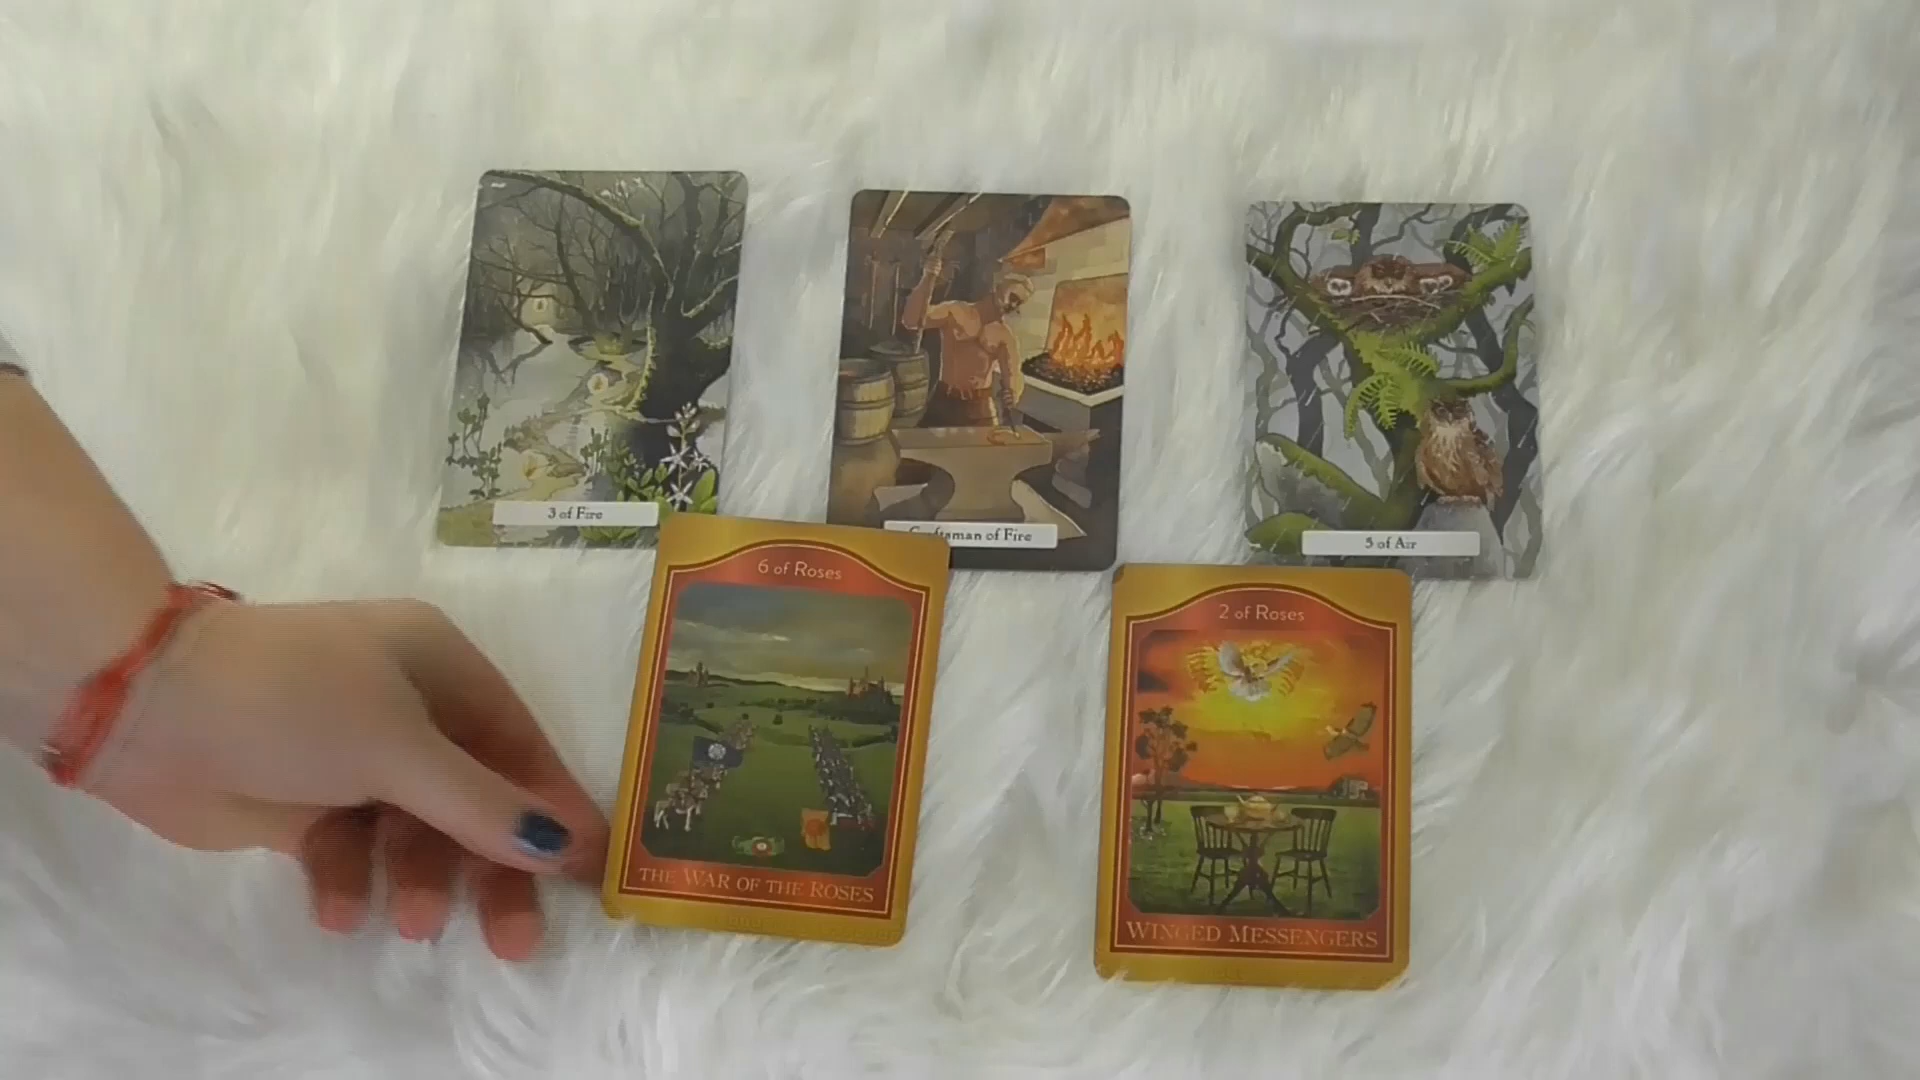 3 of Fire
Craftsman of Fire
5 of Air
6 of Roses
THE WAR OF THE ROSES
2 of Roses
WINGED MESSENGERS